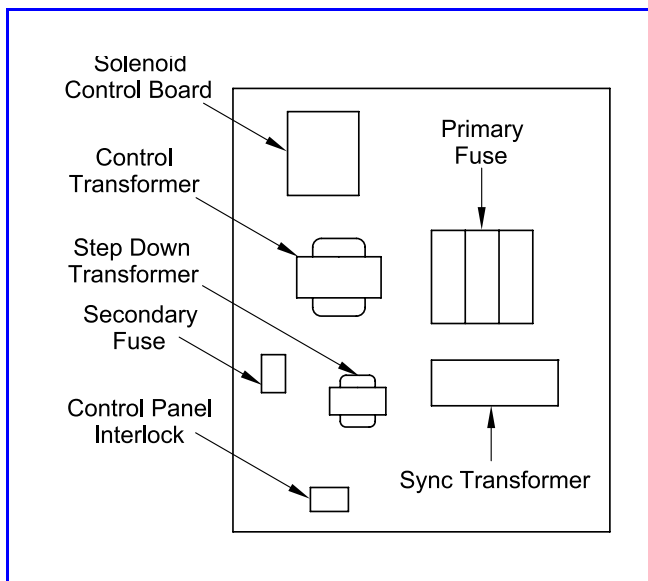 Solenoid
Control Board
Primary
Fuse
Control
Transformer
Step Down
Transformer
Secondary
Fuse
Control Panel
Interlock
Sync Transformer